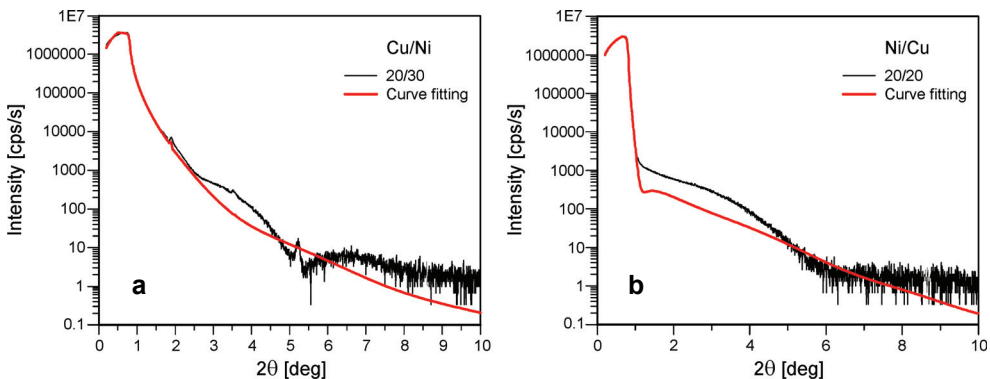 1E7
1000000
100000
10000
1000
100
10
1
0.1
Intensity [cps/s]
Cu/Ni
20/30
Curve fitting
a
0 1 2 3 4 5 6 7 8 9 10
2θ [deg]
1E7
1000000
100000
10000
1000
100
10
1
0.1
Intensity [cps/s]
Ni/Cu
20/20
Curve fitting
b
0 2 4 6 8 10
2θ [deg]